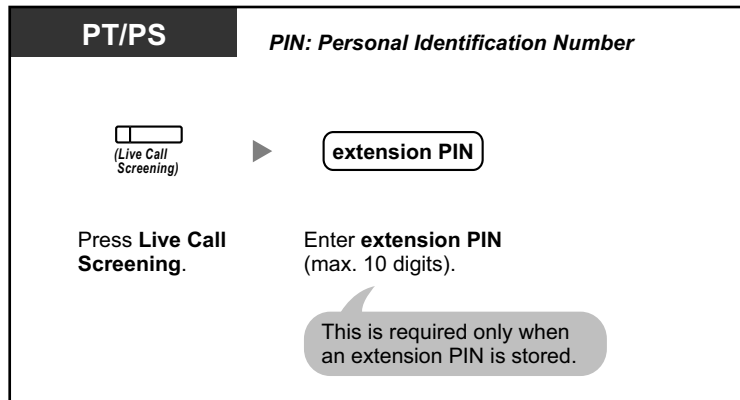 PT/PS
PIN: Personal Identification Number
(Live Call
Screening)
extension PIN
Press Live Call
Screening.
Enter extension PIN
(max. 10 digits).
This is required only when
an extension PIN is stored.